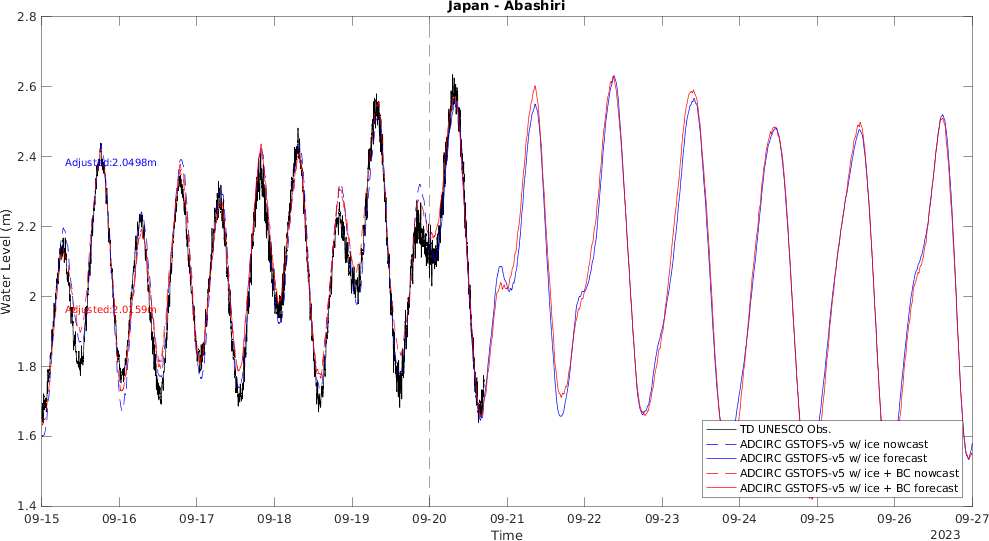 Japan - Abashiri
2.8
2.6
2.4
2.2
2
1.8
1.6
1.4
Water Level (m)
Adjusted:2.0498m
Adjusted:2.0159m
TD UNESCO Obs.
ADCIRC GSTOFS-v5 w/ ice nowcast
ADCIRC GSTOFS-v5 w/ ice forecast
ADCIRC GSTOFS-v5 w/ ice + BC nowcast
ADCIRC GSTOFS-v5 w/ ice + BC forecast
09-15 09-16 09-17 09-18 09-19 09-20 09-21 09-22 09-23 09-24 09-25 09-26 09-27
Time
2023